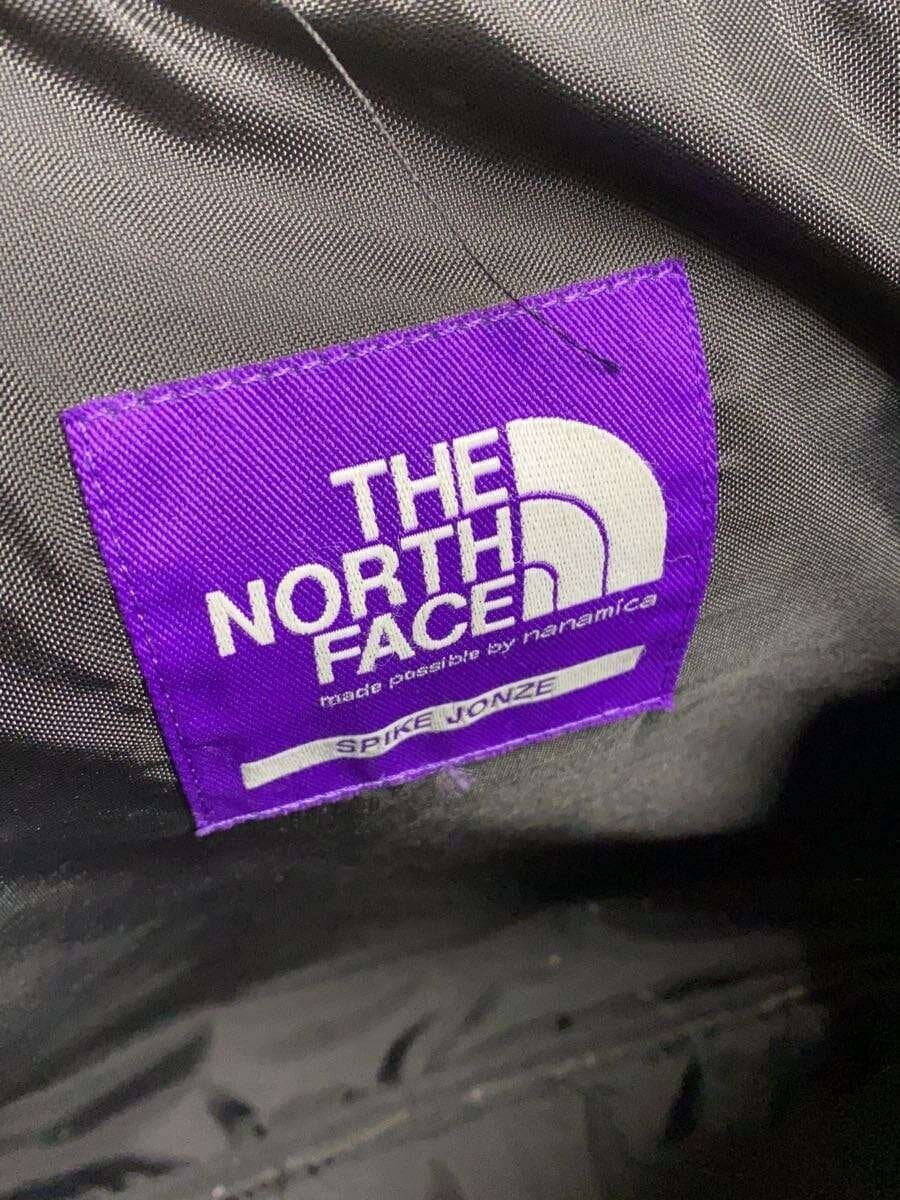 THE
NORTH
FACE
made possible by nanamica
SPIKE JONZE